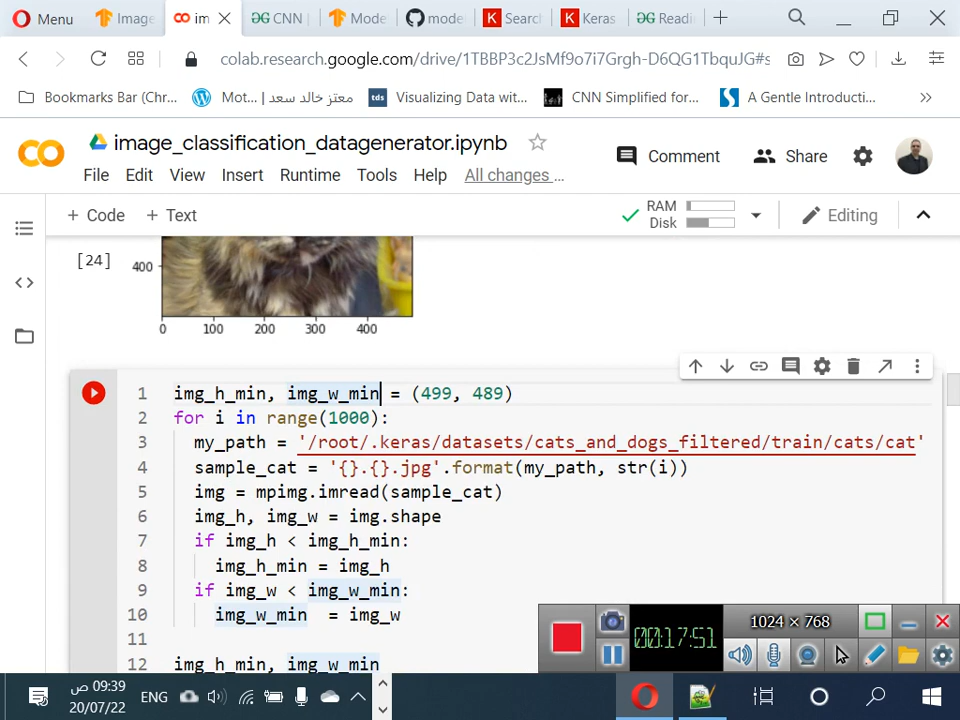 Menu
Image
im
CNN
Mode
mode
Searc
Keras
Readi
colab.research.google.com/drive/1TBBP3c2JsMf9o7i7Grgh-D6QG1TbquJG#s
Bookmarks Bar (Chr...
Mot... | معتز خالد سعد
Visualizing Data wit...
CNN Simplified for...
A Gentle Introducti...
image_classification_datagenerator.ipynb
Comment
Share
File Edit View Insert Runtime Tools Help All changes ...
+ Code + Text
RAM
Disk
Editing
[24]
400
0 100 200 300 400
1 img_h_min, img_w_min = (499, 489)
2 for i in range(1000):
3 my_path = '/root/.keras/datasets/cats_and_dogs_filtered/train/cats/cat'
4 sample_cat = '{}.{}.jpg'.format(my_path, str(i))
5 img = mpimg.imread(sample_cat)
6 img_h, img_w = img.shape
7 if img_h < img_h_min:
8 img_h_min = img_h
9 if img_w < img_w_min:
10 img_w_min = img_w
11
12 img_h_min, img_w_min
1024 × 768
00:17:51
09:39 ص
ENG
20/07/22